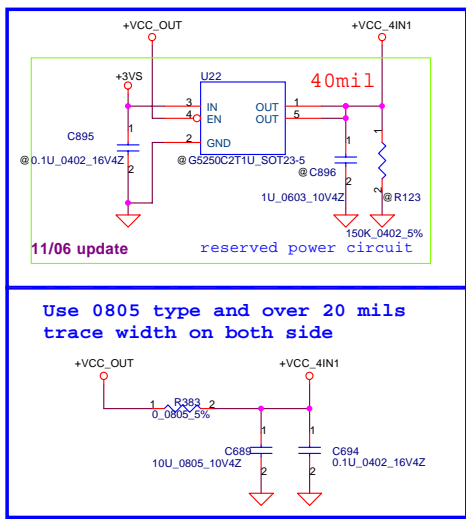 +VCC_OUT
+VCC_4IN1
+3VS
U22
40mil
3
IN
OUT
1
4
EN
OUT
5
2
GND
1
C895
@
0.1U_0402_16V4Z
2
@
G5250C2T1U_SOT23-5
1
@
C896
2
1U_0603_10V4Z
1
2
@
R123
150K_0402_5%
11/06 update
reserved power circuit
Use 0805 type and over 20 mils
trace width on both side
+VCC_OUT
+VCC_4IN1
1
R383
2
0_0805_5%
1
C689
10U_0805_10V4Z
2
1
C694
0.1U_0402_16V4Z
2